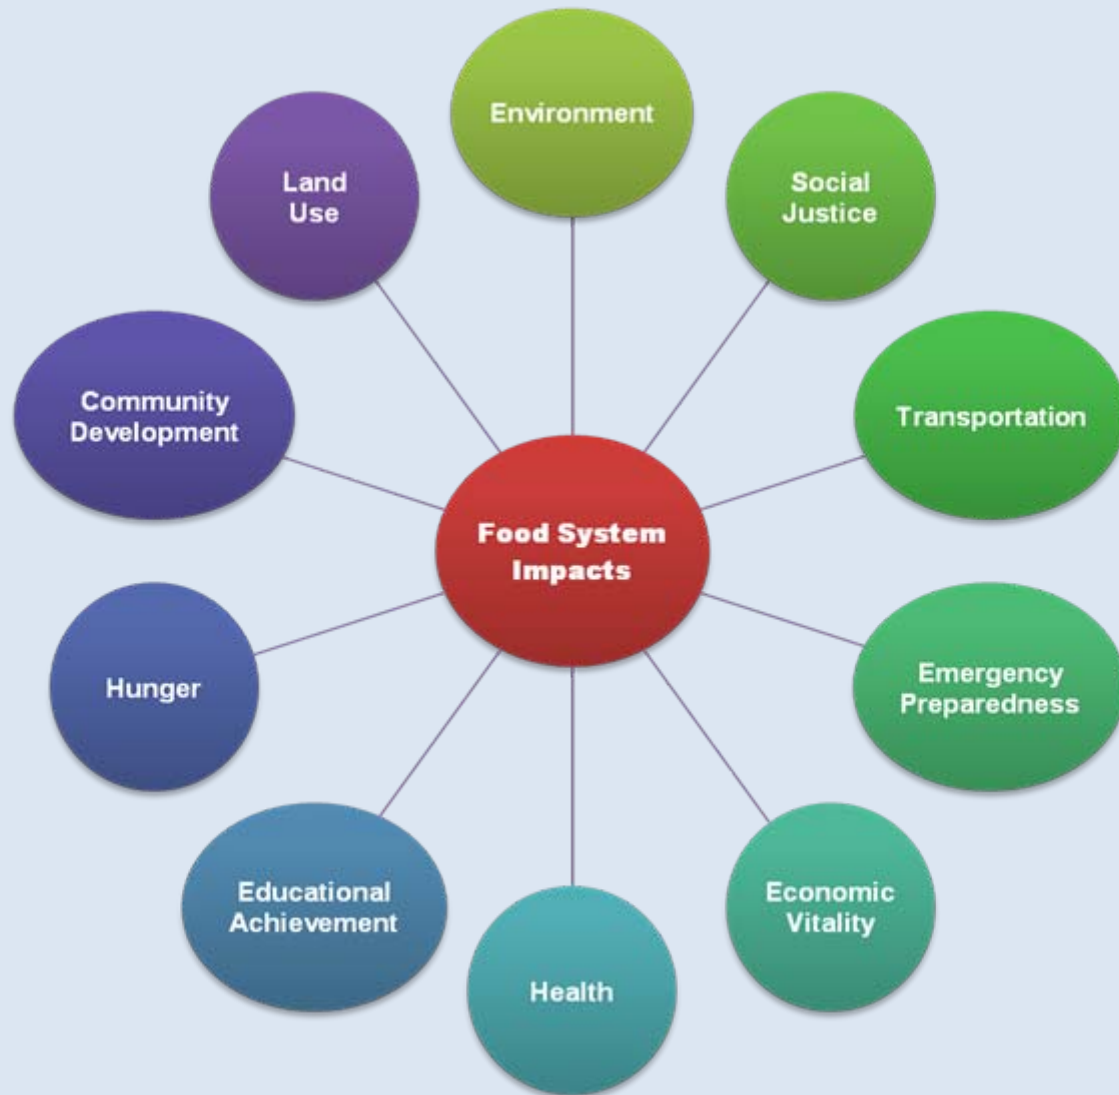 Environment
Social
Justice
Transportation
Emergency
Preparedness
Economic
Vitality
Health
Educational
Achievement
Hunger
Community
Development
Land
Use
Food System
Impacts